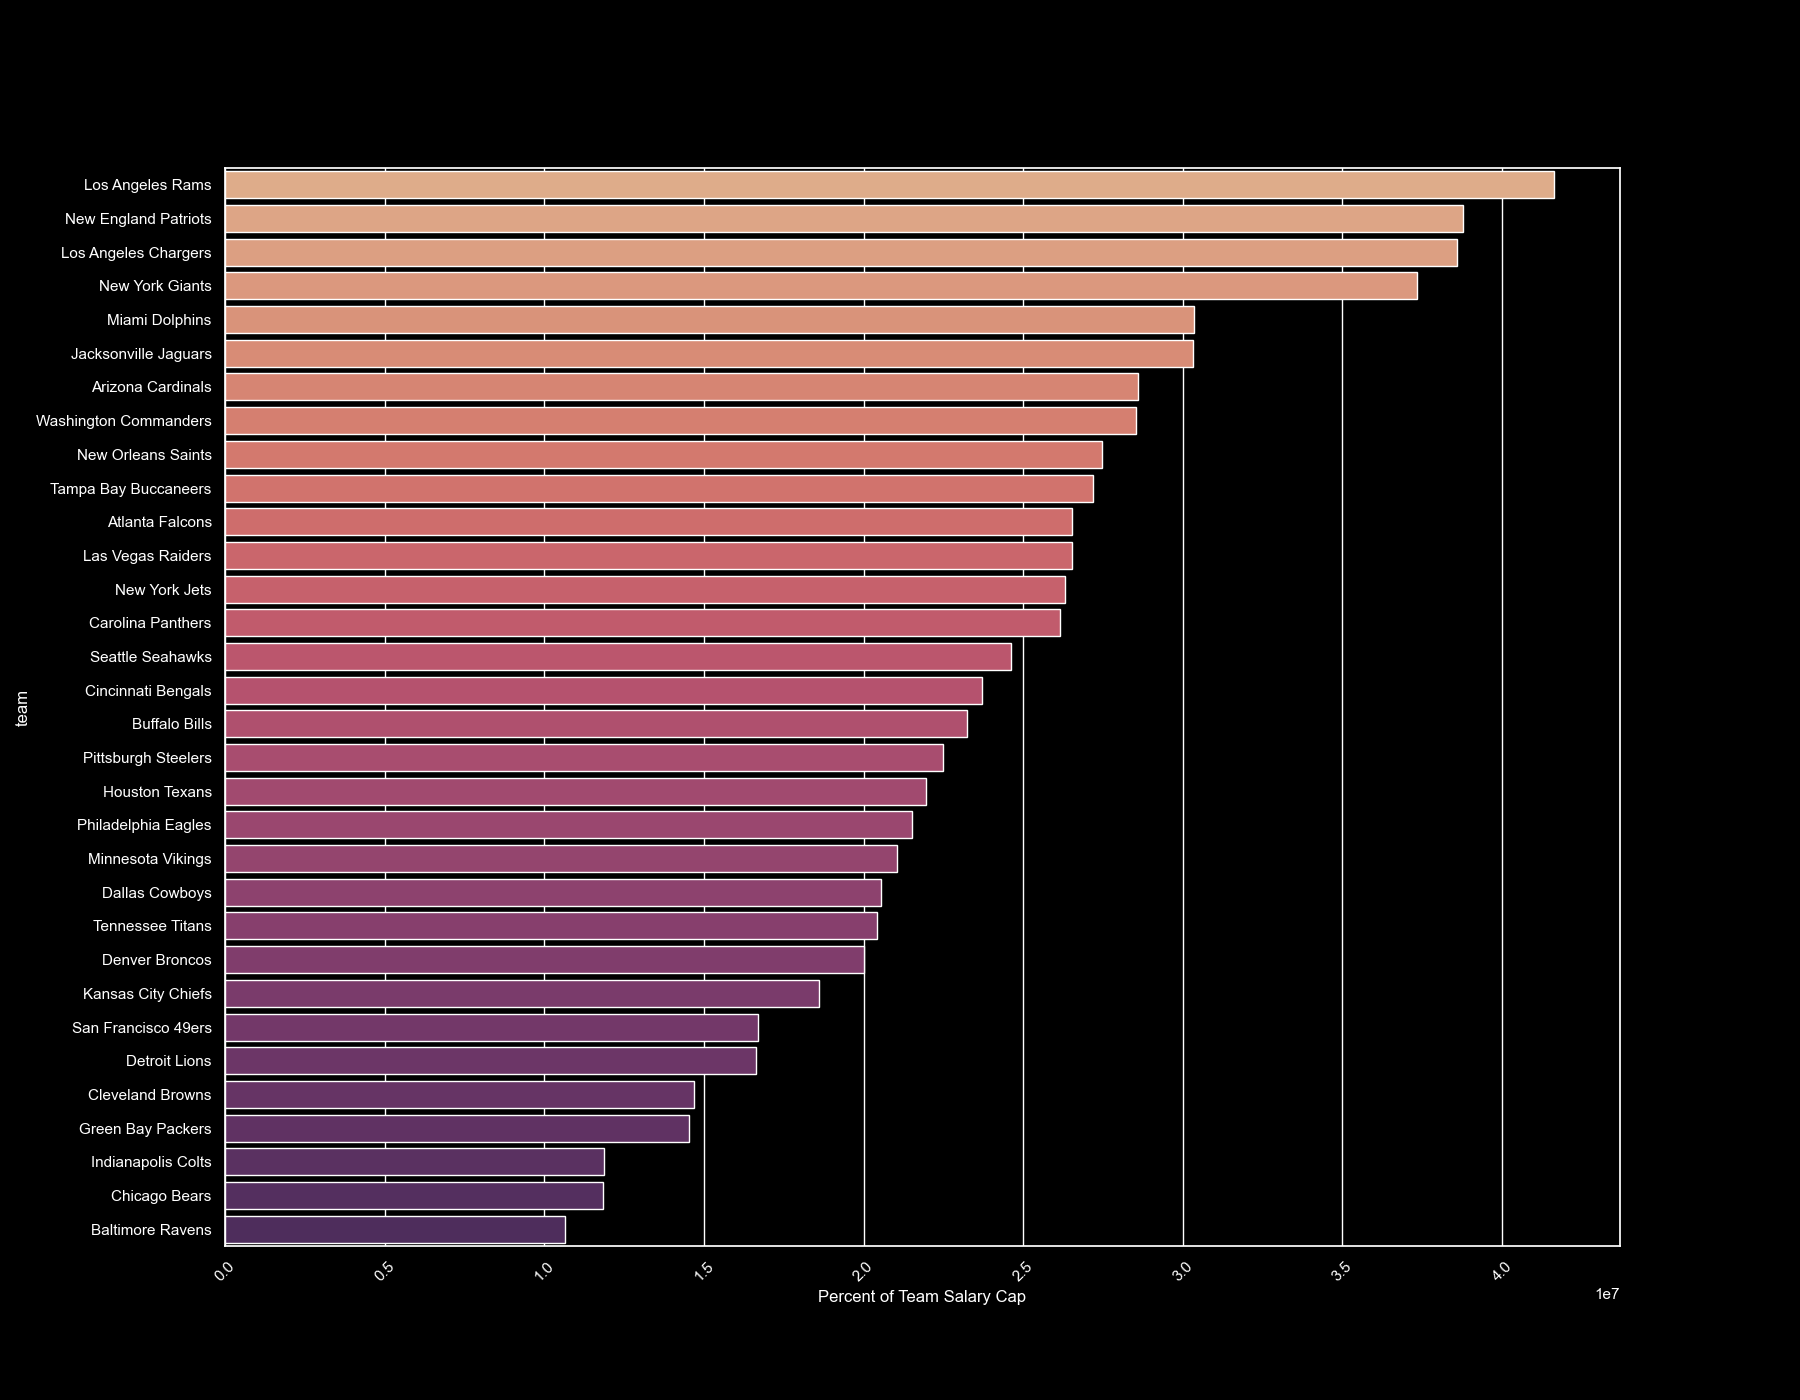 Los Angeles Rams
New England Patriots
Los Angeles Chargers
New York Giants
Miami Dolphins
Jacksonville Jaguars
Arizona Cardinals
Washington Commanders
New Orleans Saints
Tampa Bay Buccaneers
Atlanta Falcons
Las Vegas Raiders
New York Jets
Carolina Panthers
Seattle Seahawks
Cincinnati Bengals
Buffalo Bills
Pittsburgh Steelers
Houston Texans
Philadelphia Eagles
Minnesota Vikings
Dallas Cowboys
Tennessee Titans
Denver Broncos
Kansas City Chiefs
San Francisco 49ers
Detroit Lions
Cleveland Browns
Green Bay Packers
Indianapolis Colts
Chicago Bears
Baltimore Ravens
team
0.0 0.5 1.0 1.5 2.0 2.5 3.0 3.5 4.0
1e7
Percent of Team Salary Cap